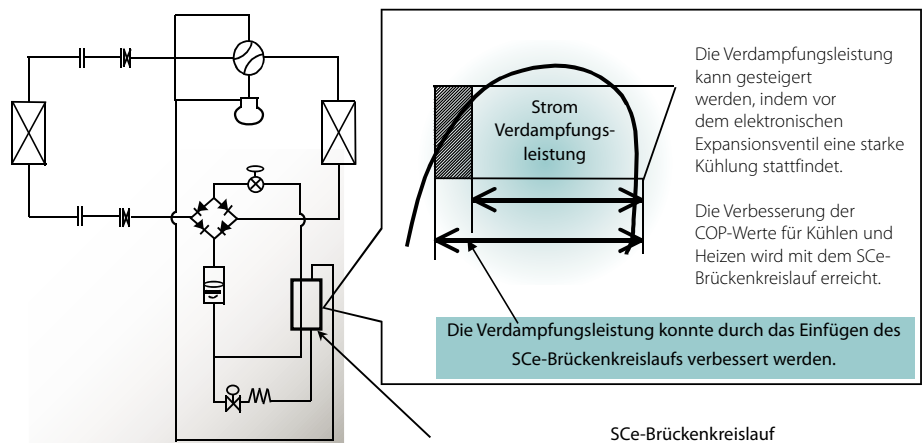 Strom
Verdampfungs-
leistung
Die Verdampfungsleistung
kann gesteigert
werden, indem vor
dem elektronischen
Expansionsventil eine starke
Kühlung stattfindet.
Die Verbesserung der
COP-Werte für Kühlen und
Heizen wird mit dem SCe-
Brückenkreislauf erreicht.
Die Verdampfungsleistung konnte durch das Einfügen des
SCe-Brückenkreislaufs verbessert werden.
SCe-Brückenkreislauf